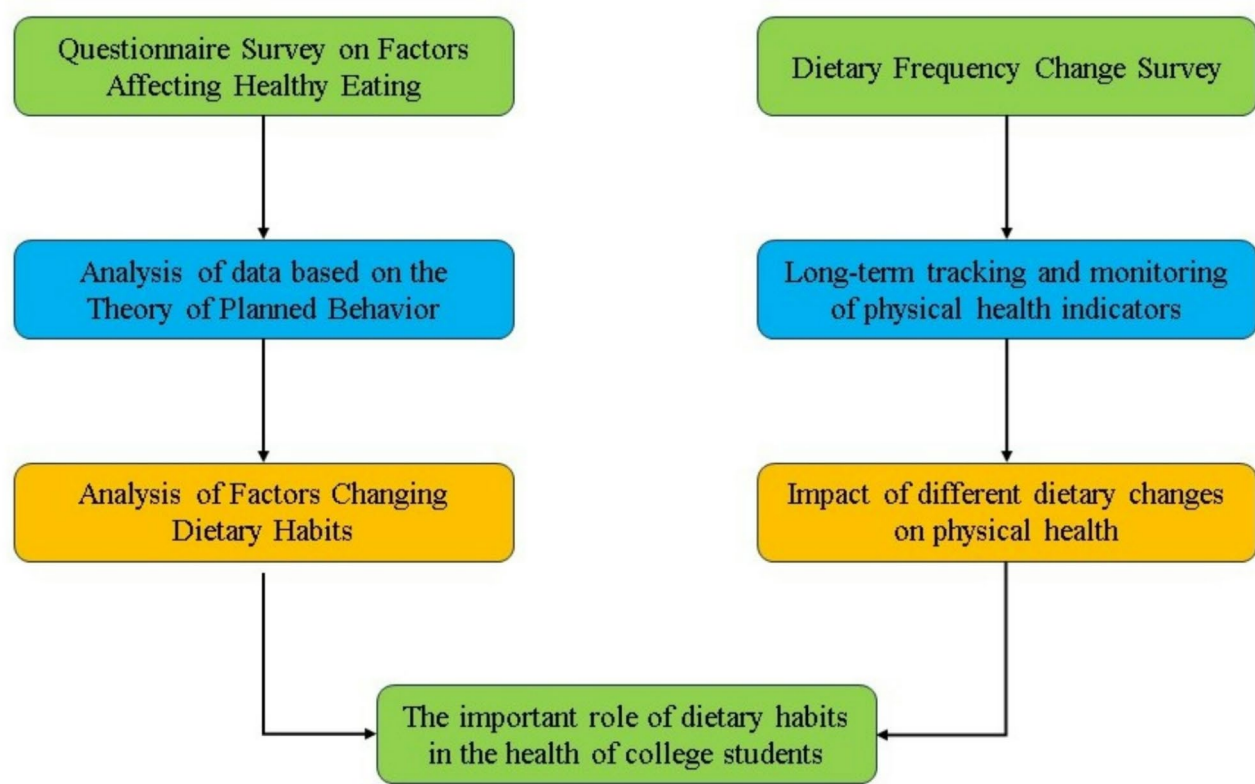 Questionnaire Survey on Factors
Affecting Healthy Eating
Dietary Frequency Change Survey
Analysis of data based on the
Theory of Planned Behavior
Long-term tracking and monitoring
of physical health indicators
Analysis of Factors Changing
Dietary Habits
Impact of different dietary changes
on physical health
The important role of dietary habits
in the health of college students